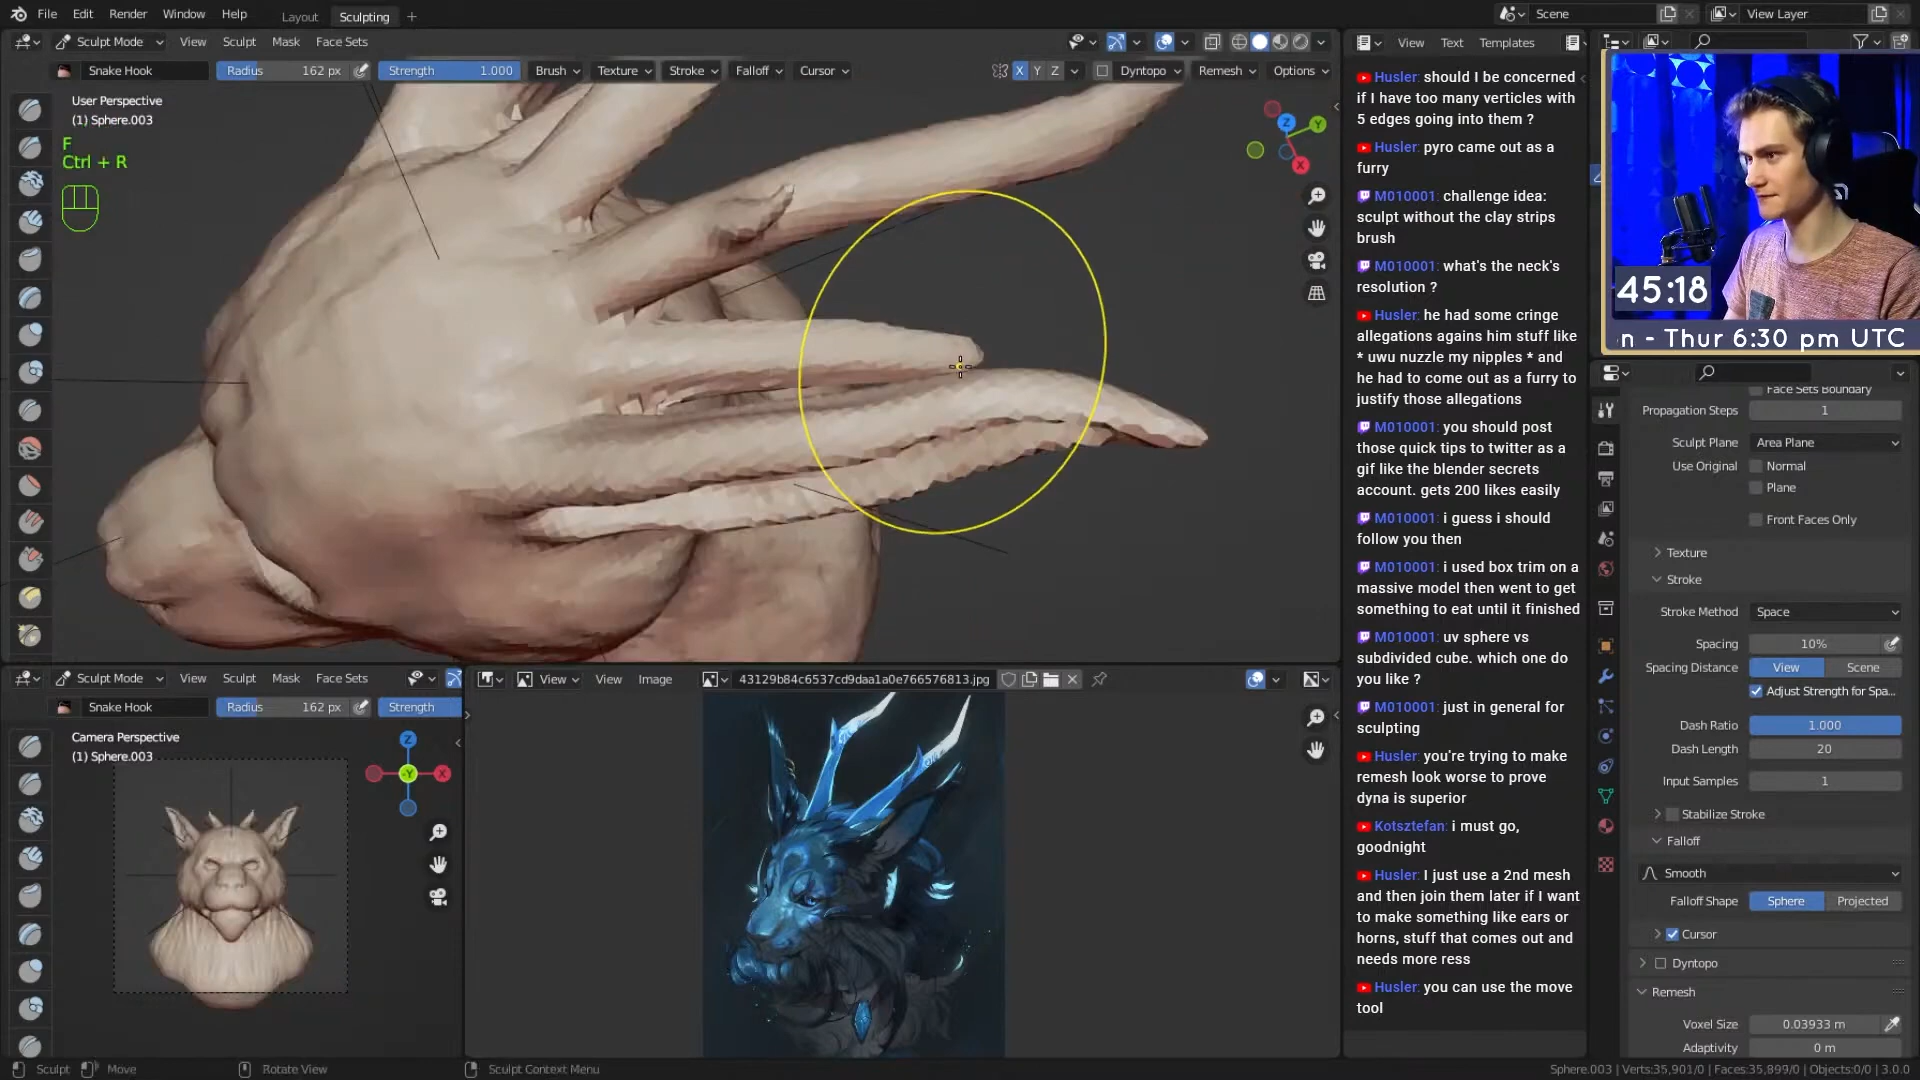 File Edit Render Window Help Layout Sculpting + Scene View Layer
Sculpt Mode View Sculpt Mask Face Sets View Text Templates
Snake Hook Radius 162 px Strength 1.000 Brush Texture Stroke Falloff Cursor X Y Z Dyntopo Remesh Options
User Perspective
(1) Sphere.003
F
Ctrl + R
Z Y X
Husler: should I be concerned
if I have too many verticles with
5 edges going into them ?
Husler: pyro came out as a
furry
M010001: challenge idea:
sculpt without the clay strips
brush
M010001: what's the neck's
resolution ?
Husler: he had some cringe
allegations agains him stuff like
* uwu nuzzle my nipples * and
he had to come out as a furry to
justify those allegations
M010001: you should post
those quick tips to twitter as a
gif like the blender secrets
account. gets 200 likes easily
M010001: i guess i should
follow you then
M010001: i used box trim on a
massive model then went to get
something to eat until it finished
M010001: uv sphere vs
subdivided cube. which one do
you like ?
M010001: just in general for
sculpting
Husler: you're trying to make
remesh look worse to prove
dyna is superior
Kotsztefan: i must go,
goodnight
Husler: I just use a 2nd mesh
and then join them later if I want
to make something like ears or
horns, stuff that comes out and
needs more ress
Husler: you can use the move
tool
45:18
n - Thur 6:30 pm UTC
Face Sets Boundary
Propagation Steps 1
Sculpt Plane Area Plane
Use Original Normal
Plane
Front Faces Only
Texture
Stroke
Stroke Method Space
Spacing 10%
Spacing Distance View Scene
Adjust Strength for Spa...
Dash Ratio 1.000
Dash Length 20
Input Samples 1
Stabilize Stroke
Falloff
Smooth
Falloff Shape Sphere Projected
Cursor
Dyntopo
Remesh
Voxel Size 0.03933 m
Adaptivity 0 m
Sculpt Mode View Sculpt Mask Face Sets
Snake Hook Radius 162 px Strength
Camera Perspective
(1) Sphere.003
Z -Y X
View View Image 43129b84c6537cd9daa1a0e766576813.jpg
Sculpt Move Rotate View Sculpt Context Menu Sphere.003 | Verts:35,901/0 | Faces:35,899/0 | Objects:0/0 | 3.0.0